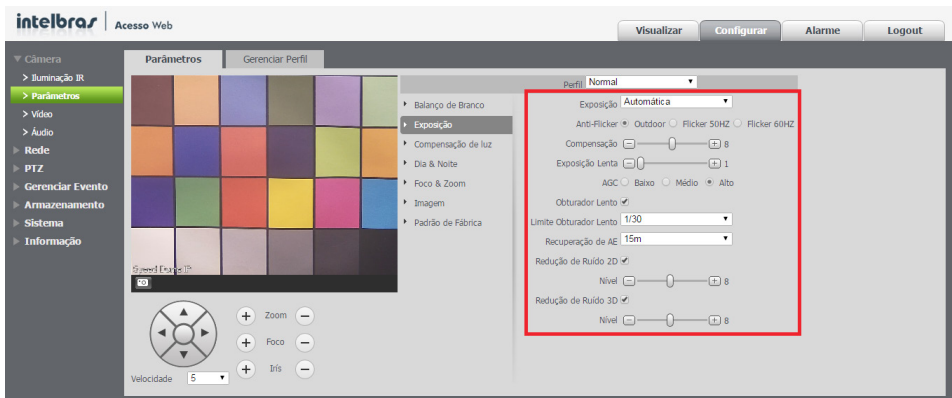 intelbras Acesso Web
Visualizar Configurar Alarme Logout
Câmera
> Iluminação IR
> Parâmetros
> Vídeo
> Áudio
Rede
PTZ
Gerenciar Evento
Armazenamento
Sistema
Informação
Parâmetros Gerenciar Perfil
Speed Dome IP
Zoom
Foco
Iris
Velocidade 5
Balanço de Branco
Exposição
Compensação de luz
Dia & Noite
Foco & Zoom
Imagem
Padrão de Fábrica
Perfil Normal
Exposição Automática
Anti-Flicker Outdoor Flicker 50HZ Flicker 60HZ
Compensação 8
Exposição Lenta 1
AGC Baixo Médio Alto
Obturador Lento
Limite Obturador Lento 1/30
Recuperação de AE 15m
Redução de Ruído 2D
Nível 8
Redução de Ruído 3D
Nível 8